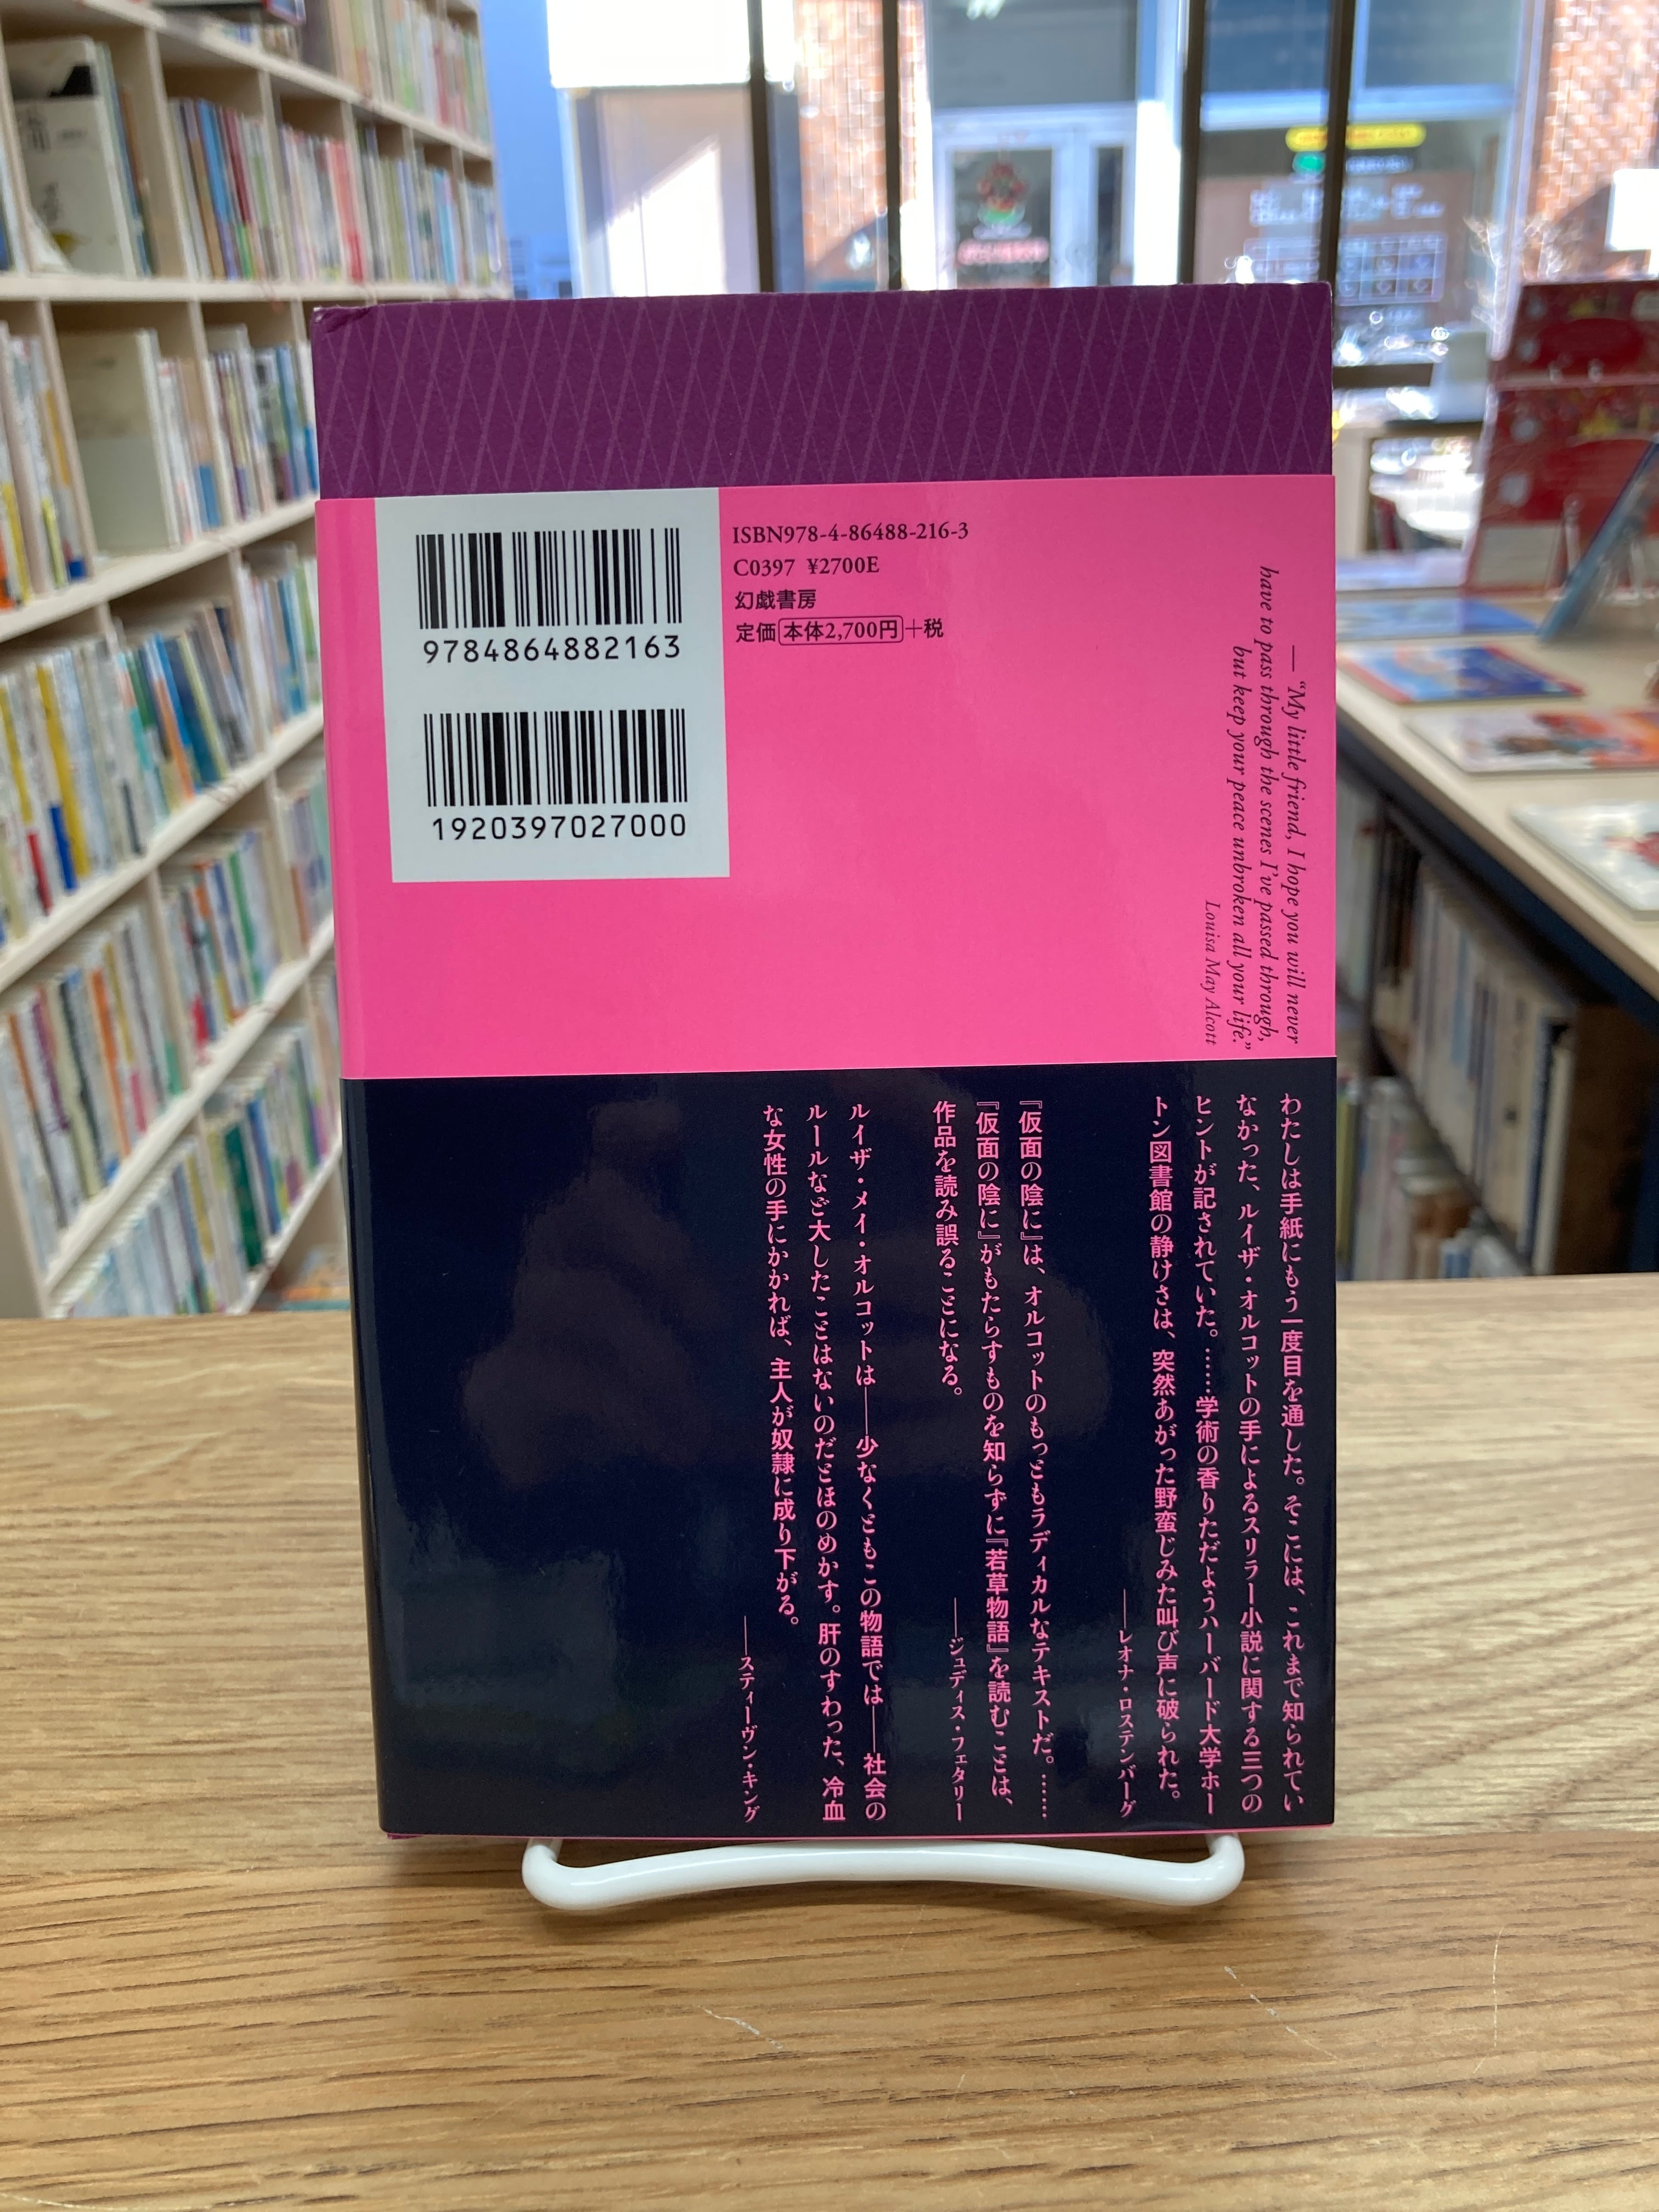 ISBN978-4-86488-216-3
C0397 ¥2700E
幻戯書房
定価 本体2,700円+税
9784864882163
1920397027000
— “My little friend, I hope you will never
have to pass through the scenes I've passed through,
but keep your peace unbroken all your life.”
Louisa May Alcott
わたしは手紙にもう一度目を通した。そこには、これまで知られてい
なかった、ルイザ・オルコットの手によるスリラー小説に関する三つの
ヒントが記されていた。……学術の香りただようハーバード大学ホー
トン図書館の静けさは、突然あがった野蛮じみた叫び声に破られた。
——レオナ・ロステンバーグ
『仮面の陰に』は、オルコットのもっともラディカルなテキストだ。……
『仮面の陰に』がもたらすものを知らずに『若草物語』を読むことは、
作品を読み誤ることになる。
——ジュディス・フェタリー
ルイザ・メイ・オルコットは——少なくともこの物語では——社会の
ルールなど大したことはないのだとほのめかす。肝のすわった、冷血
な女性の手にかかれば、主人が奴隷に成り下がる。
——スティーヴン・キング